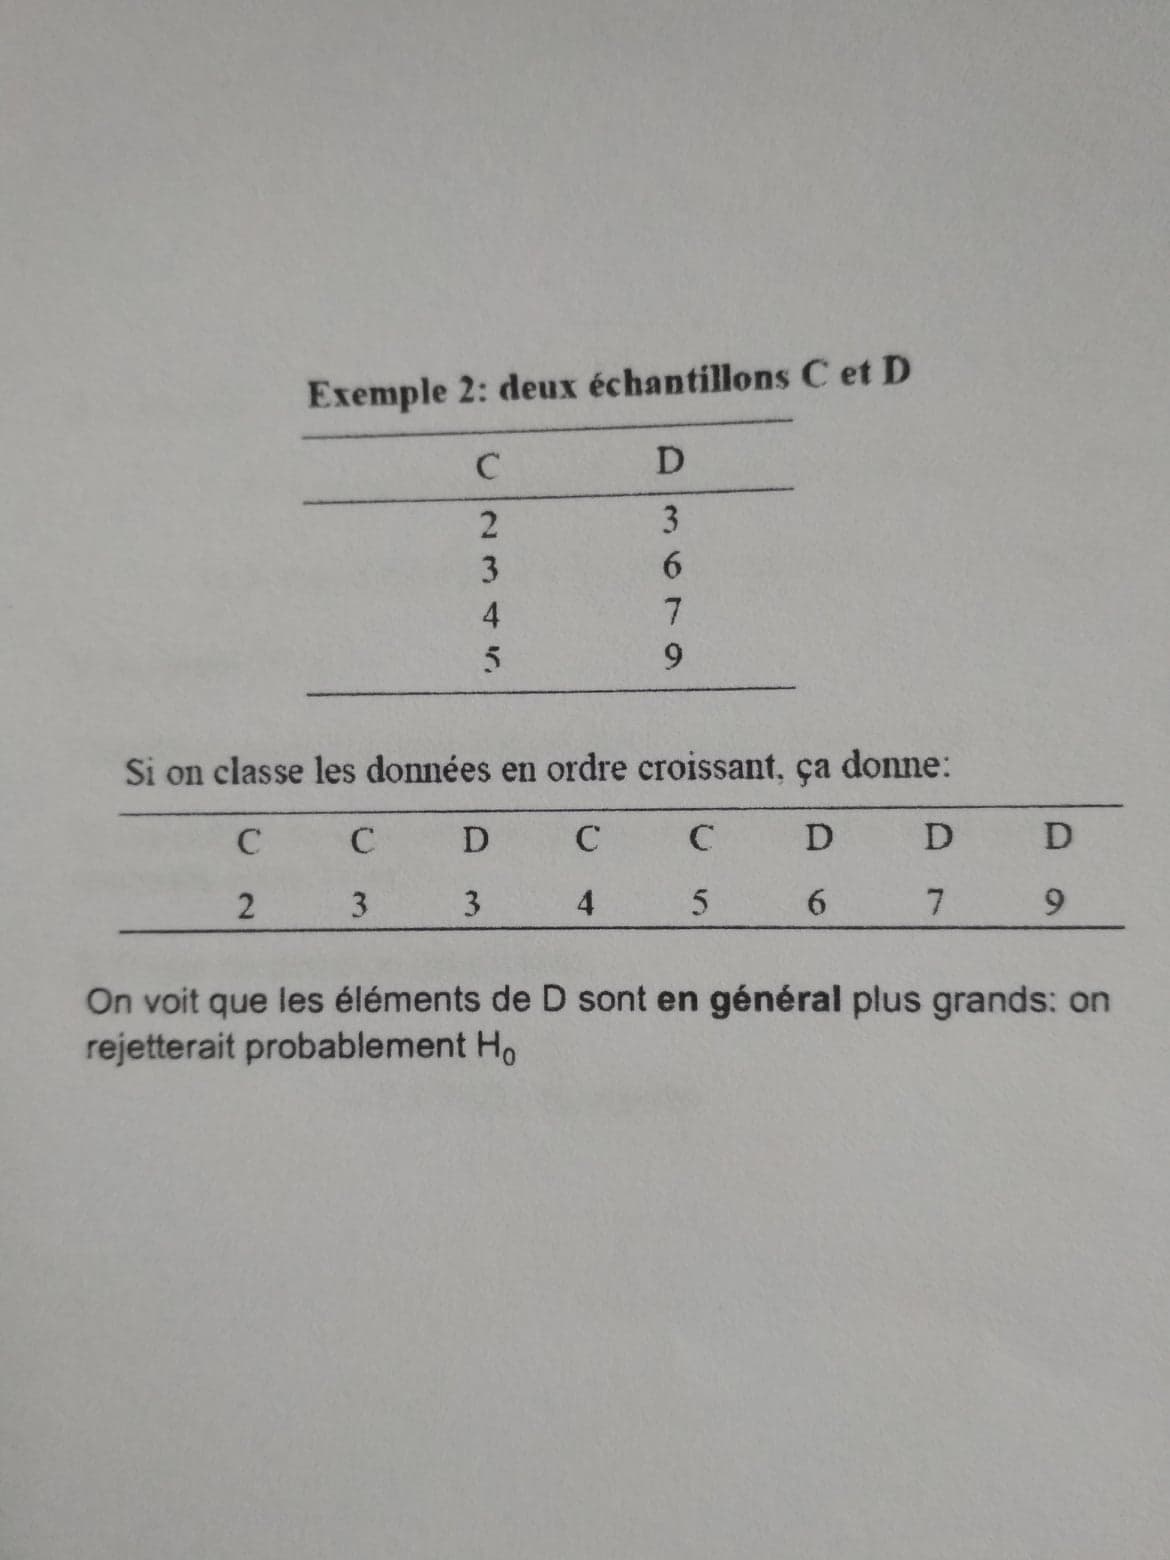 Exemple 2: deux échantillons C et D
C D
2 3
3 6
4 7
5 9
Si on classe les données en ordre croissant, ça donne:
C C D C C D D D
2 3 3 4 5 6 7 9
On voit que les éléments de D sont en général plus grands: on
rejetterait probablement H₀